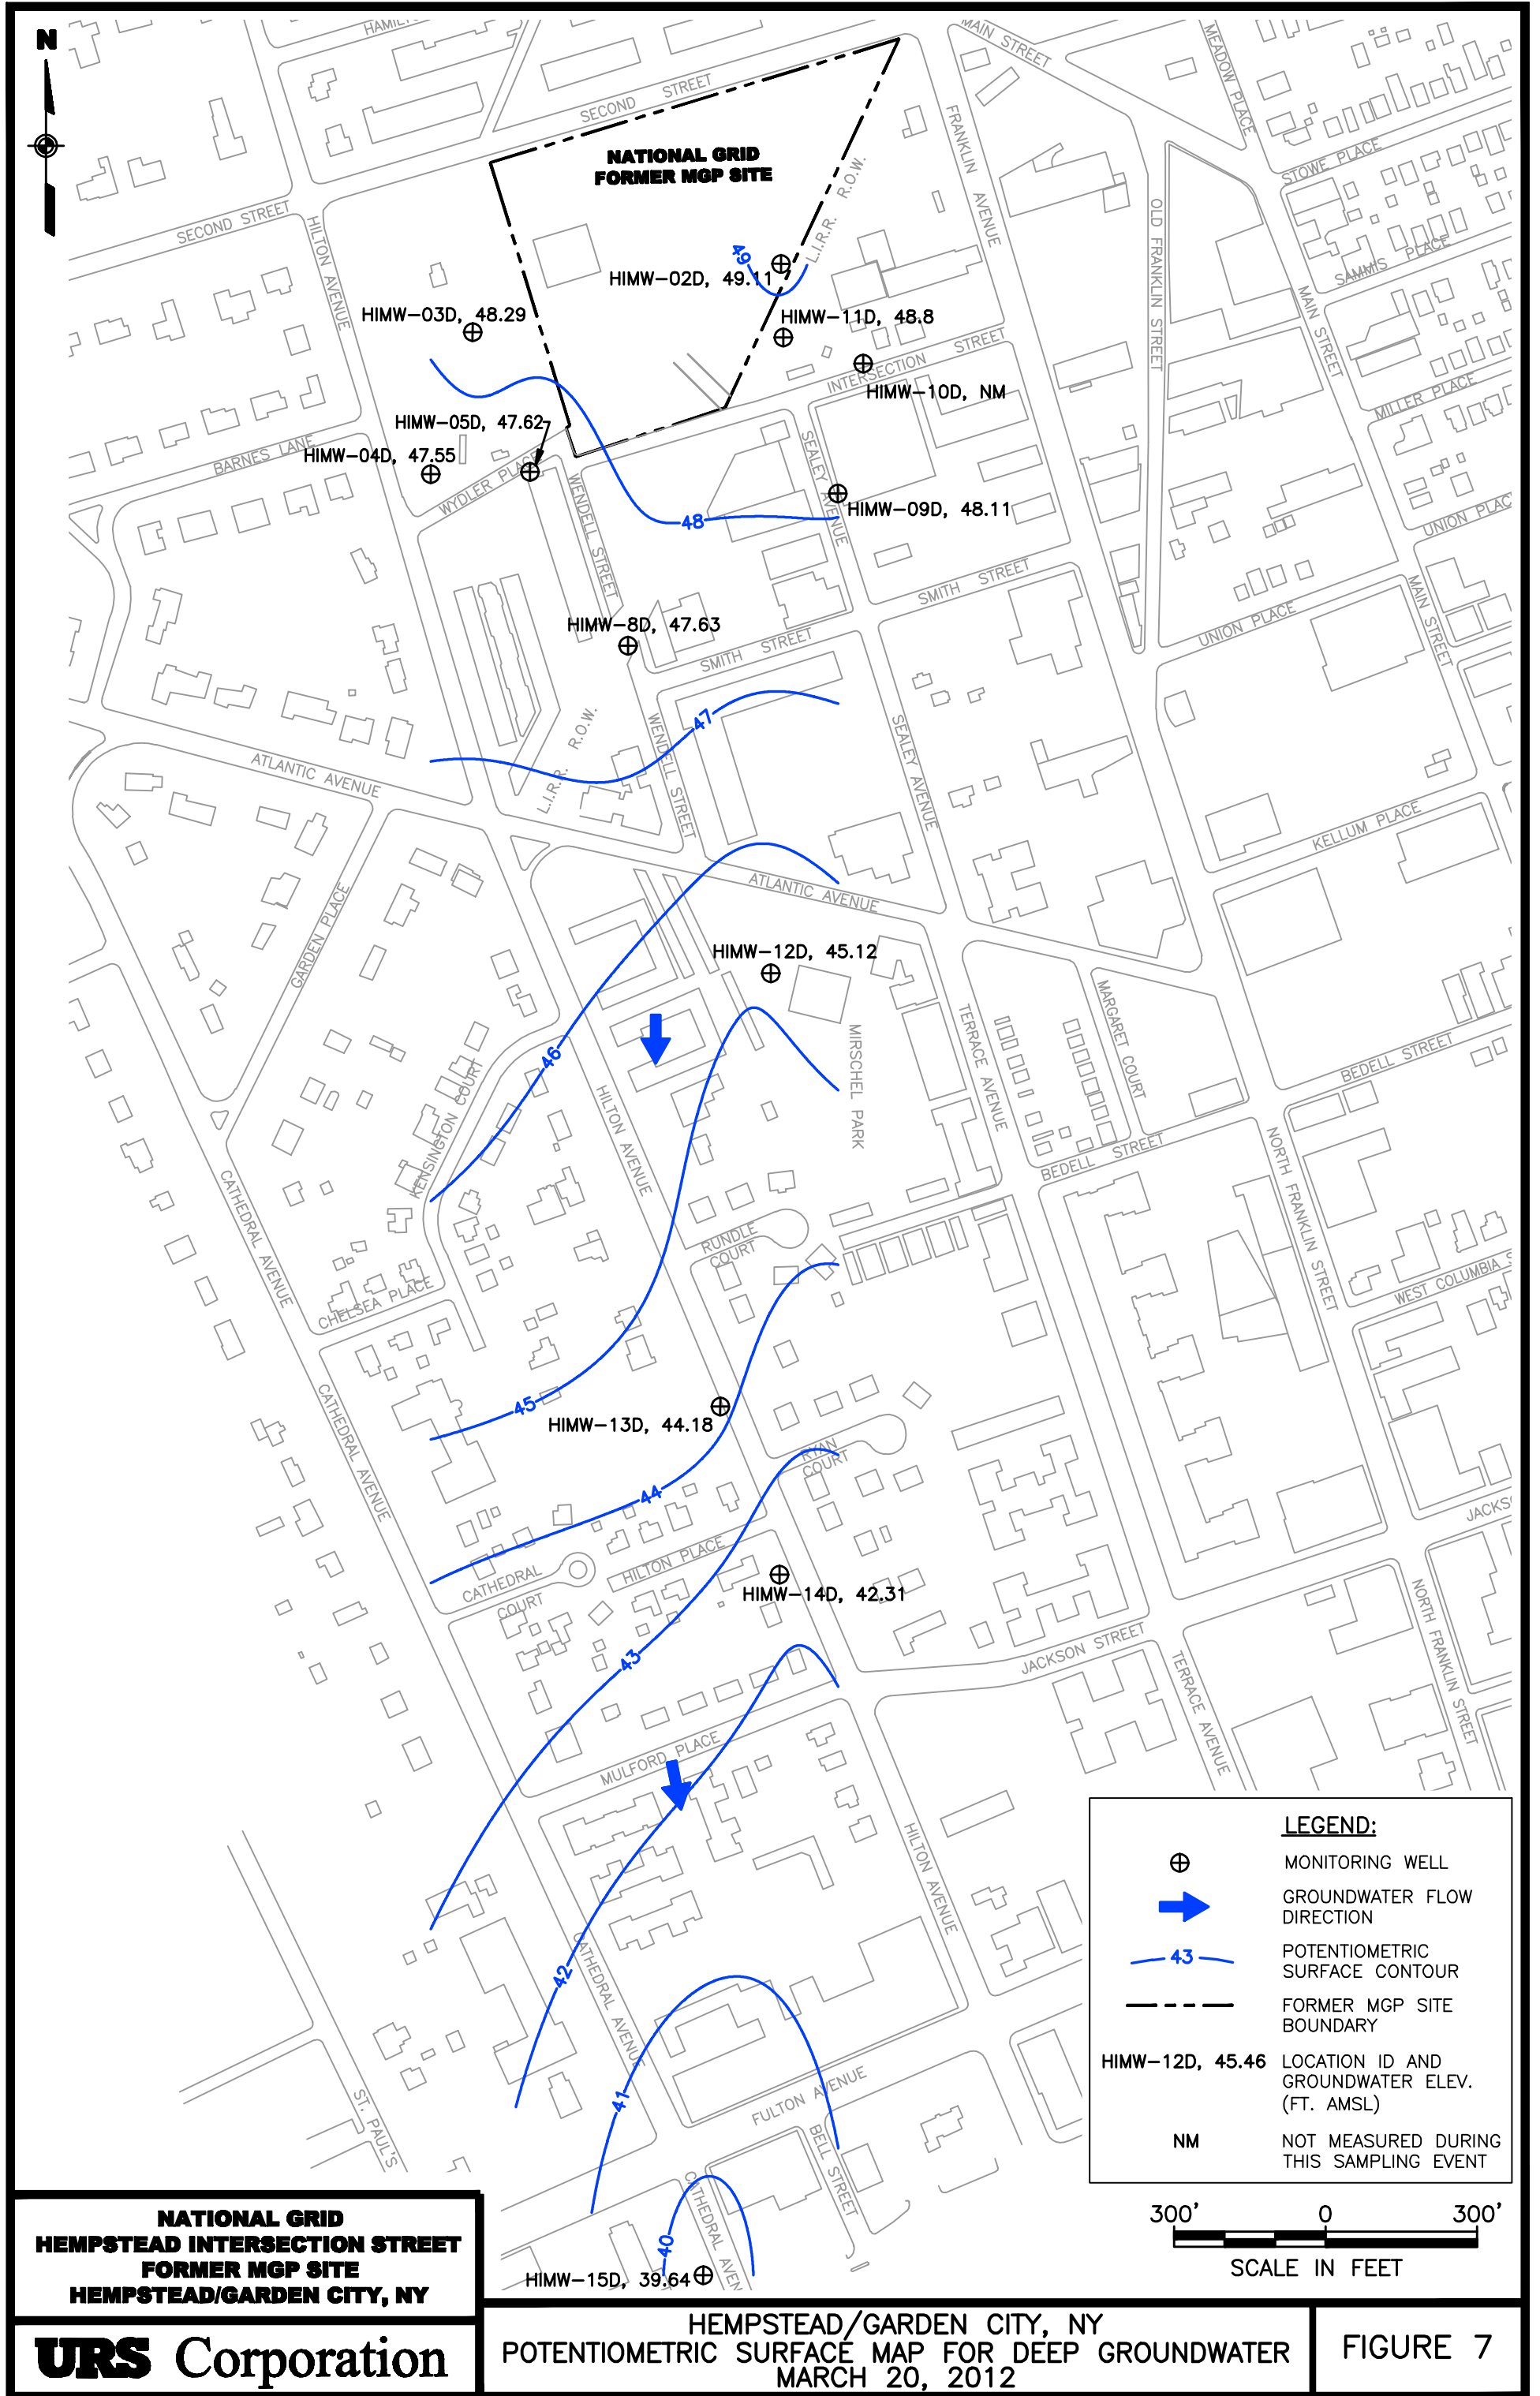 N
HAMIL
MAIN STREET
MEADOW PLACE
SECOND STREET
FRANKLIN AVENUE
NATIONAL GRID
FORMER MGP SITE
STOWE PLACE
L.I.R.R. R.O.W.
SECOND STREET
HILTON AVENUE
OLD FRANKLIN STREET
SAMMIS PLACE
49
HIMW-02D, 49.11
MAIN STREET
HIMW-03D, 48.29
HIMW-11D, 48.8
INTERSECTION STREET
HIMW-10D, NM
MILLER PLACE
HIMW-05D, 47.62
BARNES LANE
HIMW-04D, 47.55
WYDLER PLACE
WENDELL STREET
SEALEY AVENUE
HIMW-09D, 48.11
48
UNION PLAC
SMITH STREET
MAIN STREET
HIMW-8D, 47.63
UNION PLACE
SMITH STREET
47
WENDELL STREET
SEALEY AVENUE
L.I.R.R. R.O.W.
ATLANTIC AVENUE
KELLUM PLACE
ATLANTIC AVENUE
GARDEN PLACE
HIMW-12D, 45.12
MARGARET COURT
TERRACE AVENUE
MIRSCHEL PARK
BEDELL STREET
46
KENSINGTON COURT
HILTON AVENUE
BEDELL STREET
NORTH FRANKLIN STREET
CATHEDRAL AVENUE
RUNDLE
COURT
WEST COLUMBIA S
CHELSEA PLACE
CATHEDRAL AVENUE
45
HIMW-13D, 44.18
RYAN
COURT
44
JACKS
HILTON PLACE
CATHEDRAL
COURT
HIMW-14D, 42.31
NORTH FRANKLIN STREET
43
JACKSON STREET
TERRACE AVENUE
MULFORD PLACE
HILTON AVENUE
42
CATHEDRAL AVENUE
41
FULTON AVENUE
ST. PAUL'S
BELL STREET
CATHEDRAL AVEN
40
HIMW-15D, 39.64
LEGEND:
MONITORING WELL
GROUNDWATER FLOW
DIRECTION
43
POTENTIOMETRIC
SURFACE CONTOUR
FORMER MGP SITE
BOUNDARY
HIMW-12D, 45.46
LOCATION ID AND
GROUNDWATER ELEV.
(FT. AMSL)
NM
NOT MEASURED DURING
THIS SAMPLING EVENT
300' 0 300'
SCALE IN FEET
NATIONAL GRID
HEMPSTEAD INTERSECTION STREET
FORMER MGP SITE
HEMPSTEAD/GARDEN CITY, NY
URS Corporation
HEMPSTEAD/GARDEN CITY, NY
POTENTIOMETRIC SURFACE MAP FOR DEEP GROUNDWATER
MARCH 20, 2012
FIGURE 7